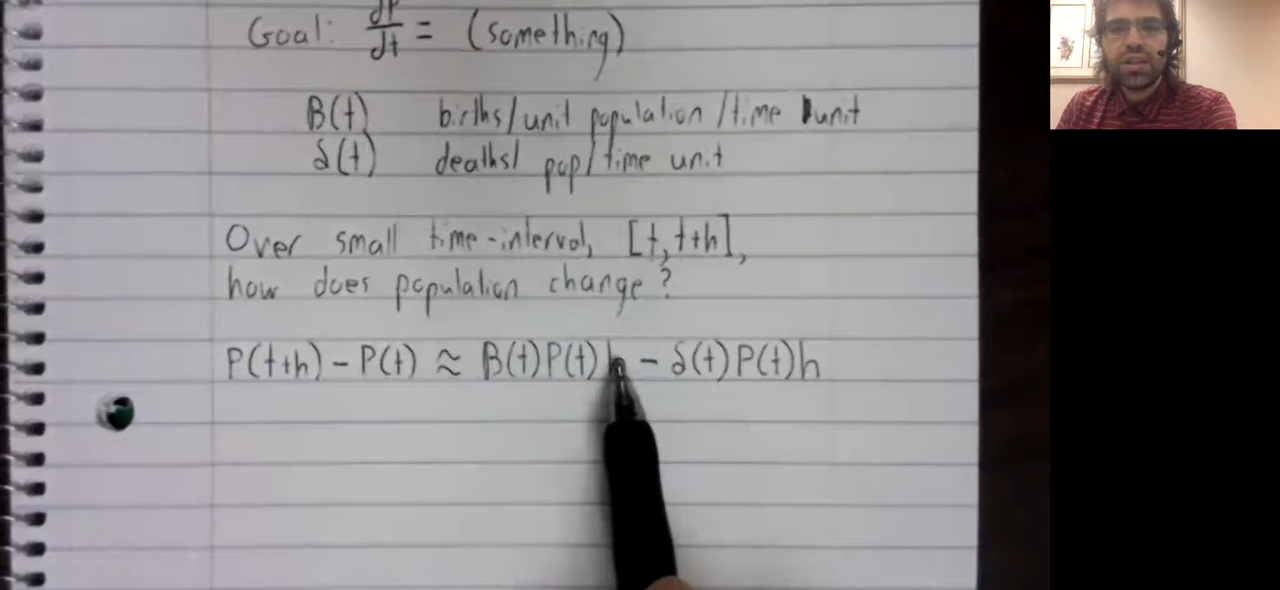 Goal: dP/dt = (something)
β(t) births/unit population/time unit
δ(t) deaths/pop/time unit
Over small time-interval, [t, t+h],
how does population change?
P(t+h) - P(t) ≈ β(t)P(t)h - δ(t)P(t)h